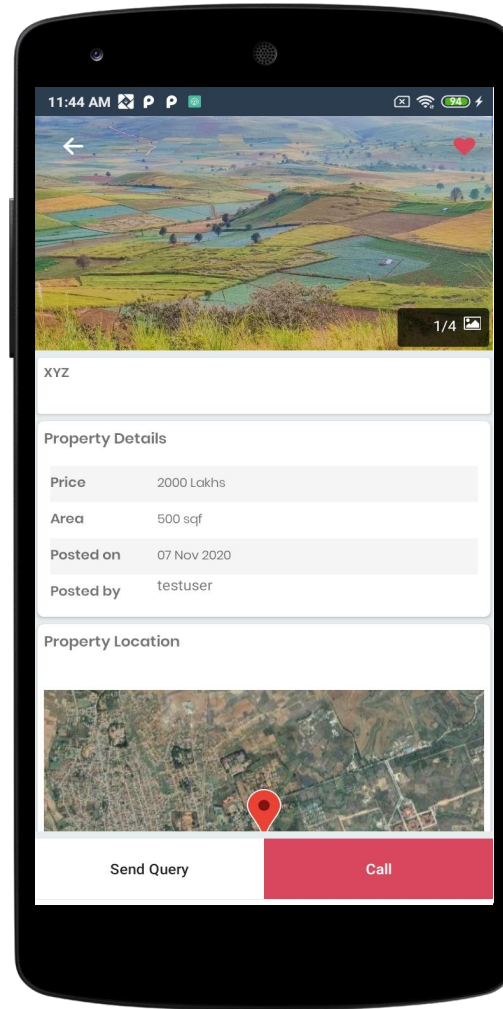 11:44 AM P P 94
1/4
XYZ
Property Details
Price 2000 Lakhs
Area 500 sqf
Posted on 07 Nov 2020
Posted by testuser
Property Location
Send Query Call